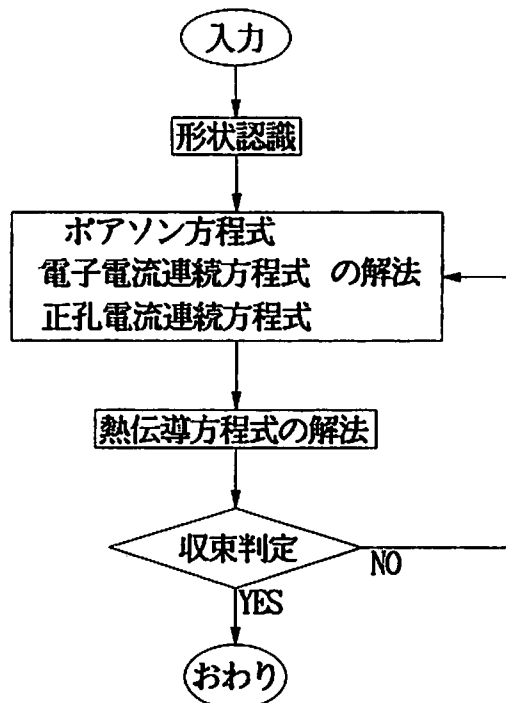 入力
形状認識
ポアソン方程式
電子電流連続方程式 の解法
正孔電流連続方程式
熱伝導方程式の解法
収束判定
NO
YES
おわり